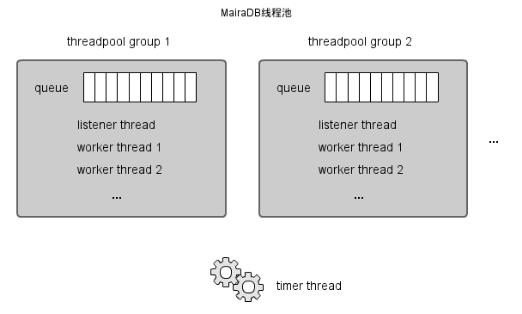 MairaDB线程池
threadpool group 1
threadpool group 2
queue
listener thread
worker thread 1
worker thread 2
...
queue
listener thread
worker thread 1
worker thread 2
...
...
timer thread